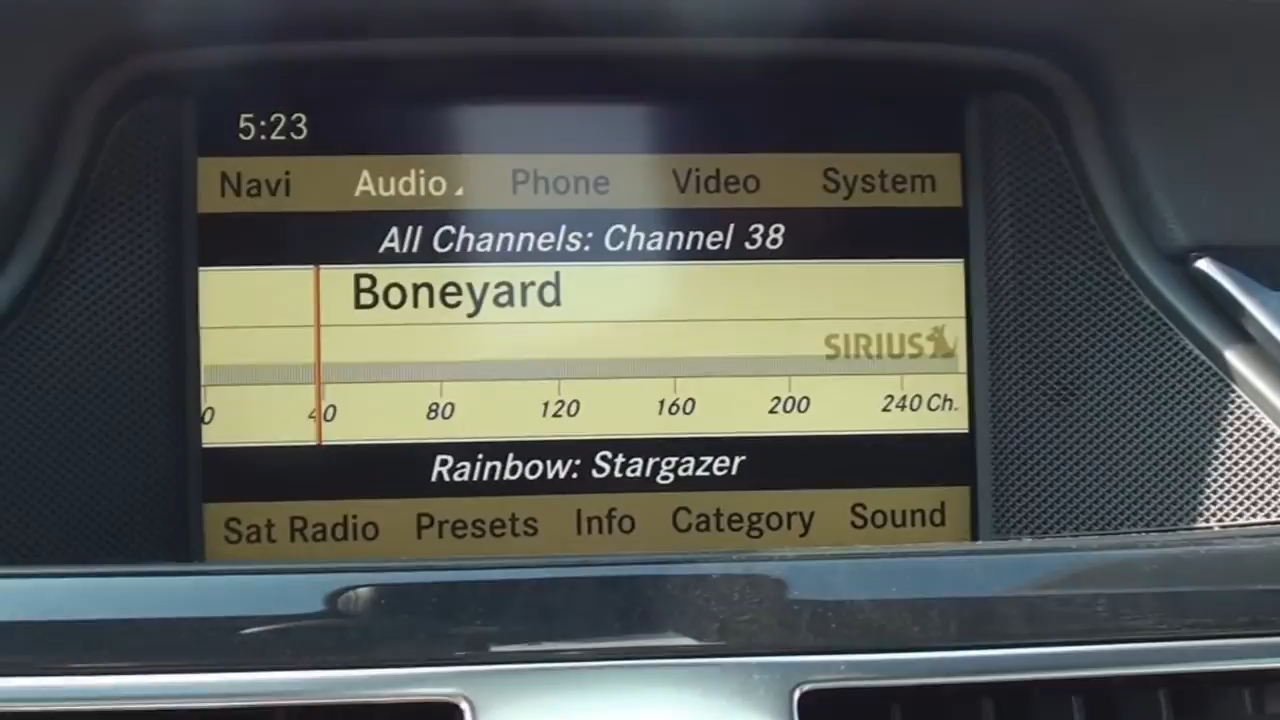 5:23
Navi Audio Phone Video System
All Channels: Channel 38
Boneyard
SIRIUS
0 40 80 120 160 200 240 Ch.
Rainbow: Stargazer
Sat Radio Presets Info Category Sound